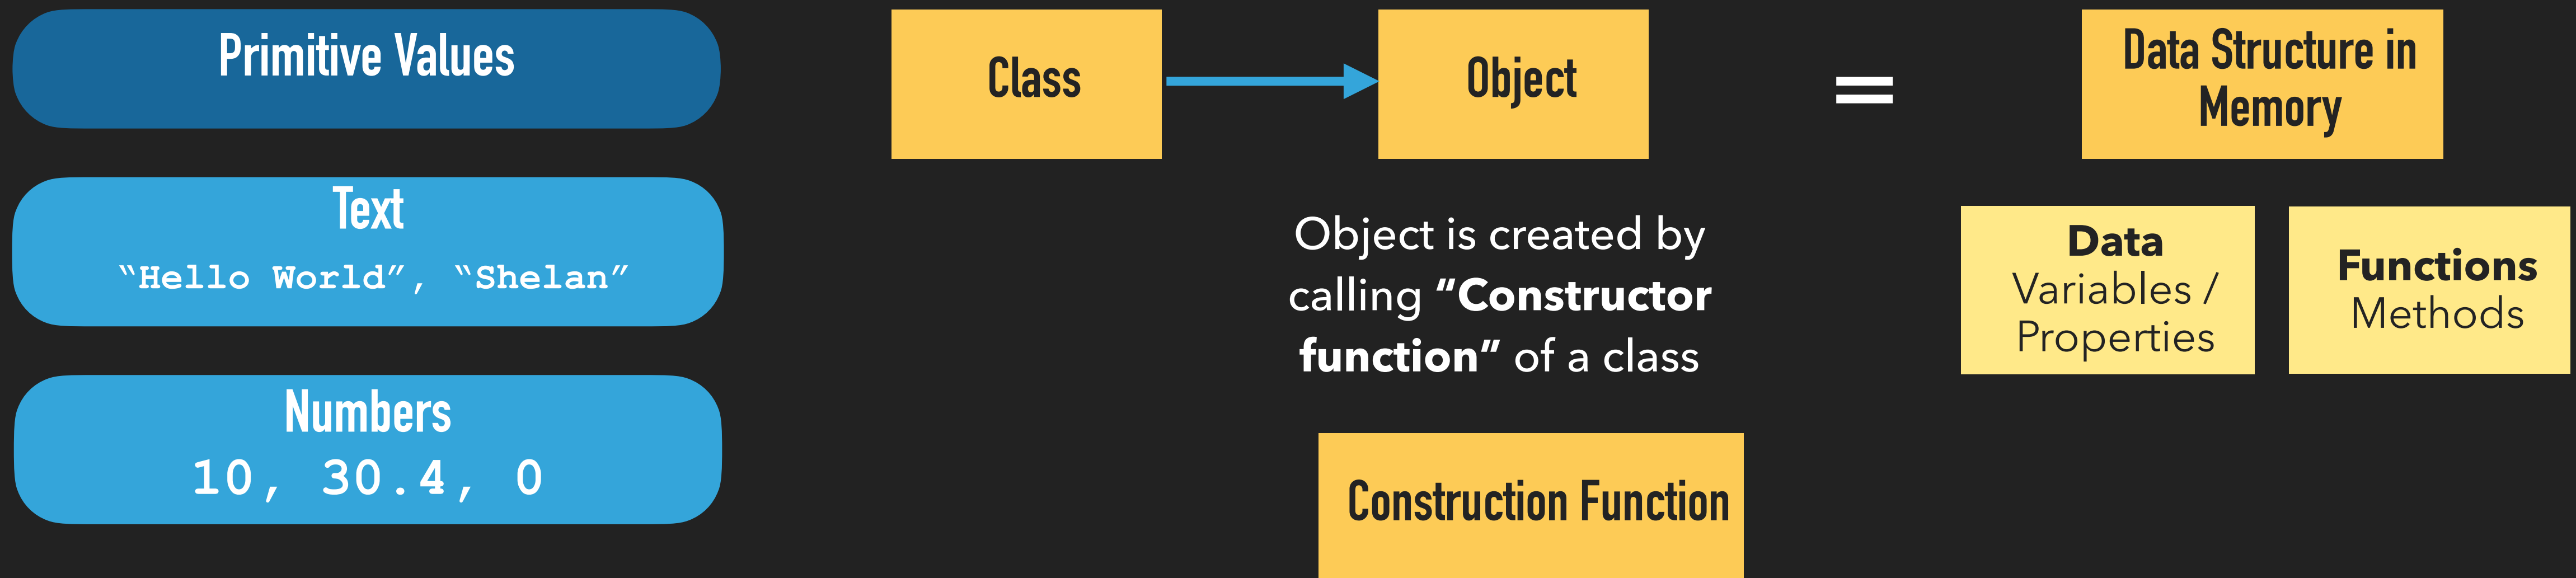 Primitive Values
Text
“Hello World”, “Shelan”
Numbers
10, 30.4, 0
Class
Object
=
Data Structure in
Memory
Object is created by
calling “Constructor
function” of a class
Construction Function
Data
Variables /
Properties
Functions
Methods